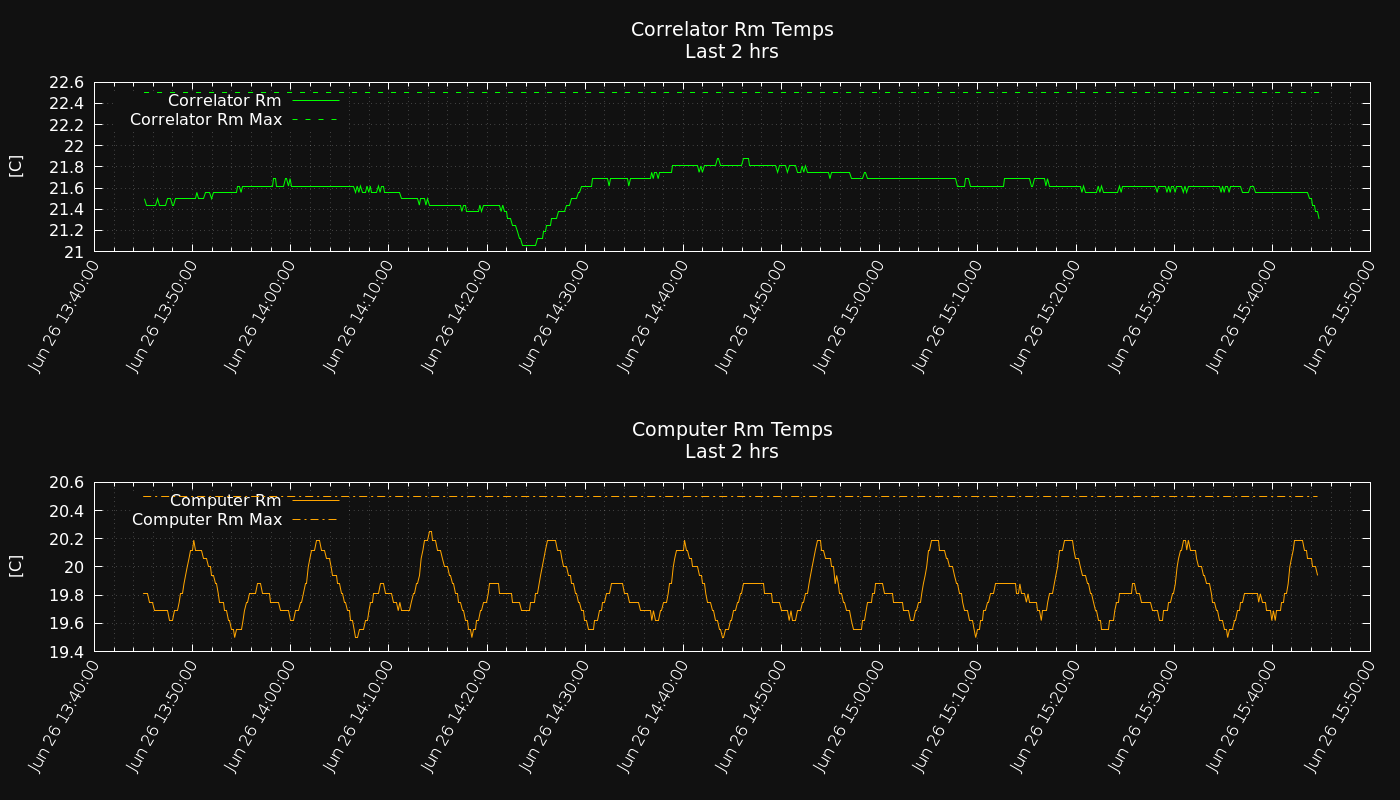 Correlator Rm Temps
Last 2 hrs
[C]
22.6
22.4
22.2
22
21.8
21.6
21.4
21.2
21
Correlator Rm
Correlator Rm Max
Jun 26 13:40:00
Jun 26 13:50:00
Jun 26 14:00:00
Jun 26 14:10:00
Jun 26 14:20:00
Jun 26 14:30:00
Jun 26 14:40:00
Jun 26 14:50:00
Jun 26 15:00:00
Jun 26 15:10:00
Jun 26 15:20:00
Jun 26 15:30:00
Jun 26 15:40:00
Jun 26 15:50:00
Computer Rm Temps
Last 2 hrs
[C]
20.6
20.4
20.2
20
19.8
19.6
19.4
Computer Rm
Computer Rm Max
Jun 26 13:40:00
Jun 26 13:50:00
Jun 26 14:00:00
Jun 26 14:10:00
Jun 26 14:20:00
Jun 26 14:30:00
Jun 26 14:40:00
Jun 26 14:50:00
Jun 26 15:00:00
Jun 26 15:10:00
Jun 26 15:20:00
Jun 26 15:30:00
Jun 26 15:40:00
Jun 26 15:50:00